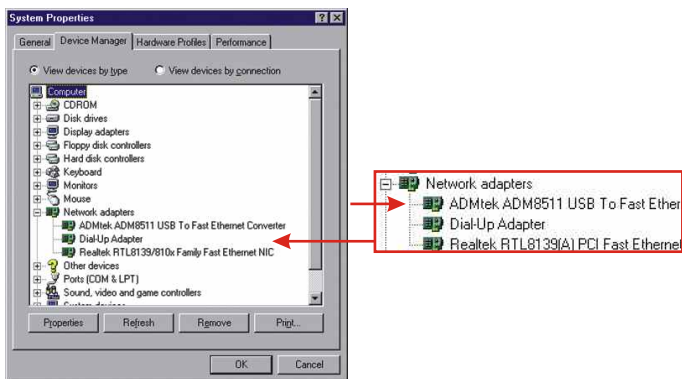 System Properties
General Device Manager Hardware Profiles Performance
View devices by type View devices by connection
Computer
CDROM
Disk drives
Display adapters
Floppy disk controllers
Hard disk controllers
Keyboard
Monitors
Mouse
Network adapters
ADMtek ADM8511 USB To Fast Ethernet Converter
Dial-Up Adapter
Realtek RTL8139/810x Family Fast Ethernet NIC
Other devices
Ports (COM & LPT)
Sound, video and game controllers
System devices
Properties Refresh Remove Print...
OK Cancel
Network adapters
ADMtek ADM8511 USB To Fast Ether
Dial-Up Adapter
Realtek RTL8139(A) PCI Fast Ethernet